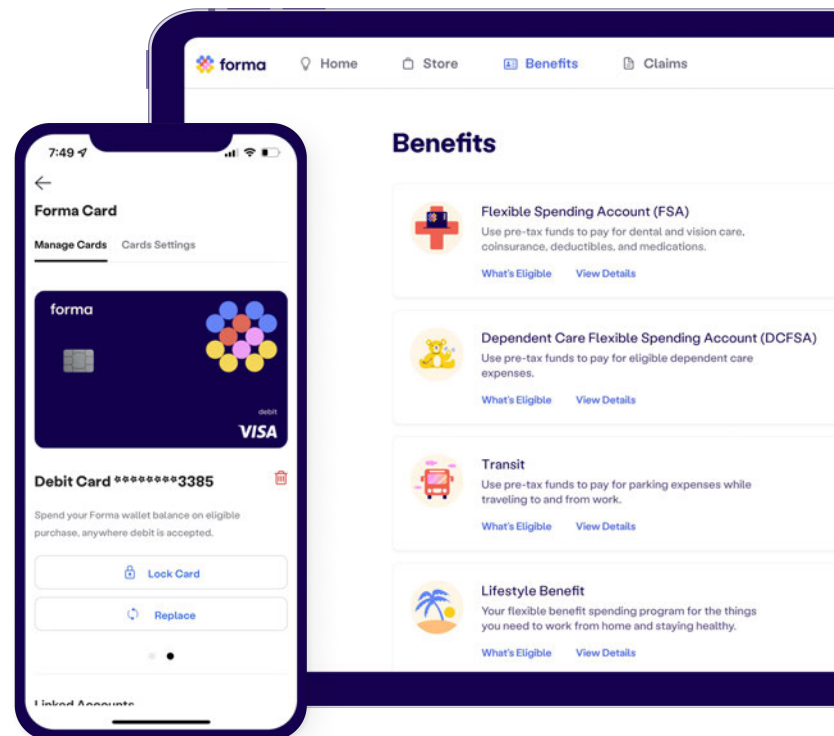 forma
Home
Store
Benefits
Claims
Benefits
Flexible Spending Account (FSA)
Use pre-tax funds to pay for dental and vision care,
coinsurance, deductibles, and medications.
What's Eligible View Details
Dependent Care Flexible Spending Account (DCFSA)
Use pre-tax funds to pay for eligible dependent care
expenses.
What's Eligible View Details
Transit
Use pre-tax funds to pay for parking expenses while
traveling to and from work.
What's Eligible View Details
Lifestyle Benefit
Your flexible benefit spending program for the things
you need to work from home and staying healthy.
What's Eligible View Details
7:49
Forma Card
Manage Cards Cards Settings
forma
debit
VISA
Debit Card ********3385
Spend your Forma wallet balance on eligible
purchase, anywhere debit is accepted.
Lock Card
Replace
Linked Accounts